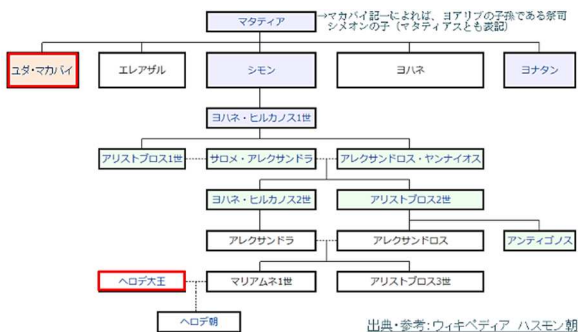 マタティア
→マカバイ記一によれば、ヨアリブの子孫である祭司
シメオンの子(マタティアスとも表記)
ユダ・マカバイ
エレアザル
シモン
ヨハネ
ヨナタン
ヨハネ・ヒルカノス1世
アリストブロス1世
サロメ・アレクサンドラ
アレクサンドロス・ヤンナイオス
ヨハネ・ヒルカノス2世
アリストブロス2世
アレクサンドラ
アレクサンドロス
アンティゴノス
ヘロデ大王
マリアムネ1世
アリストブロス3世
ヘロデ朝
出典・参考:ウィキペディア ハスモン朝